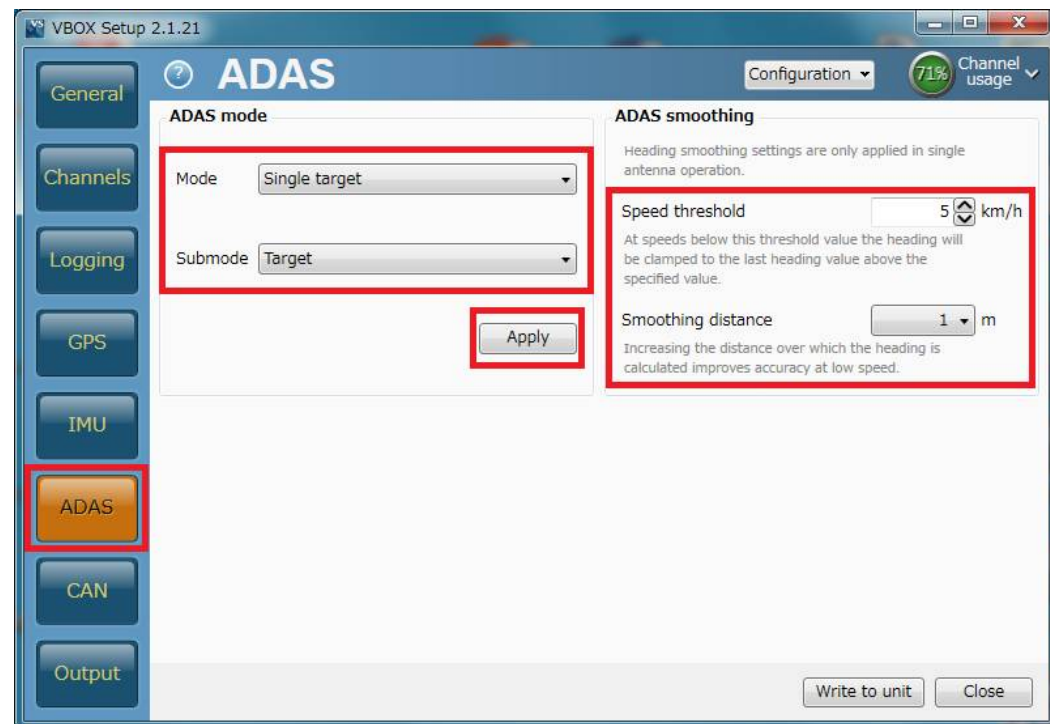 VBOX Setup 2.1.21
General
Channels
Logging
GPS
IMU
ADAS
CAN
Output
? ADAS
Configuration
71%
Channel
usage
ADAS mode
Mode Single target
Submode Target
Apply
ADAS smoothing
Heading smoothing settings are only applied in single
antenna operation.
Speed threshold 5 km/h
At speeds below this threshold value the heading will
be clamped to the last heading value above the
specified value.
Smoothing distance 1 m
Increasing the distance over which the heading is
calculated improves accuracy at low speed.
Write to unit Close